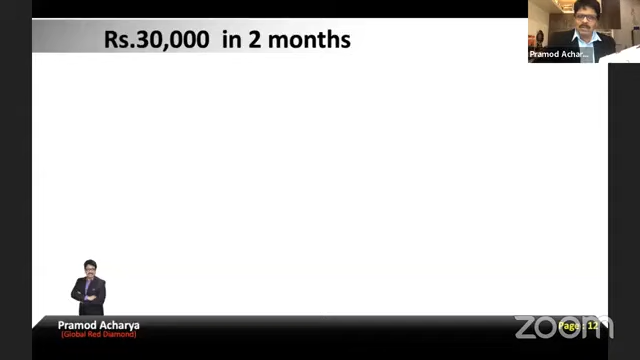 Rs.30,000 in 2 months
Pramod Achar...
Pramod Acharya
(Global Red Diamond)
Page : 12
zoom